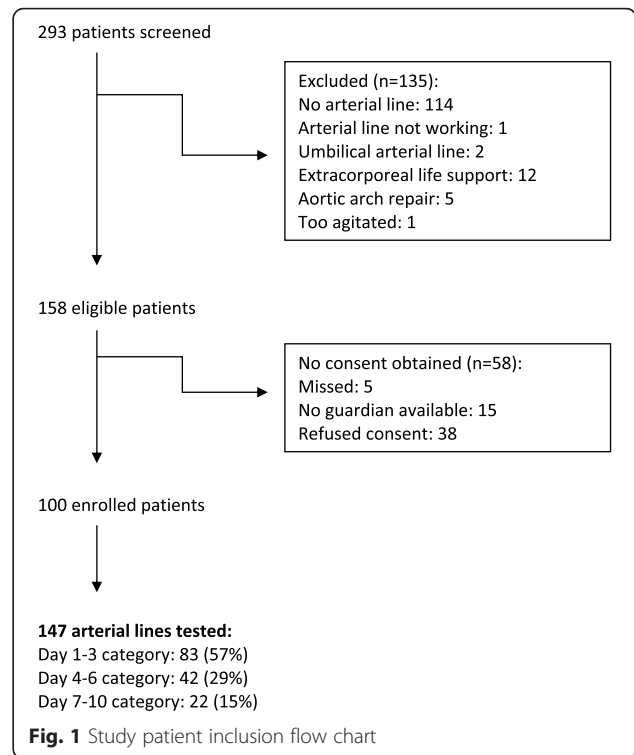 293 patients screened
Excluded (n=135):
No arterial line: 114
Arterial line not working: 1
Umbilical arterial line: 2
Extracorporeal life support: 12
Aortic arch repair: 5
Too agitated: 1
158 eligible patients
No consent obtained (n=58):
Missed: 5
No guardian available: 15
Refused consent: 38
100 enrolled patients
147 arterial lines tested:
Day 1-3 category: 83 (57%)
Day 4-6 category: 42 (29%)
Day 7-10 category: 22 (15%)
Fig. 1 Study patient inclusion flow chart